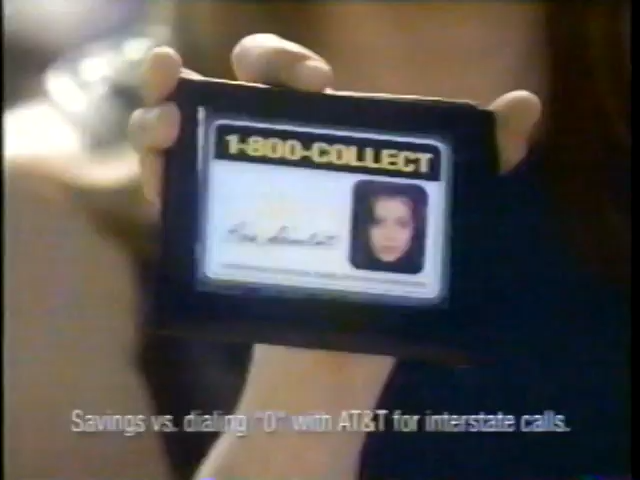 1-800-COLLECT
Savings vs. dialing "0" with AT&T for interstate calls.